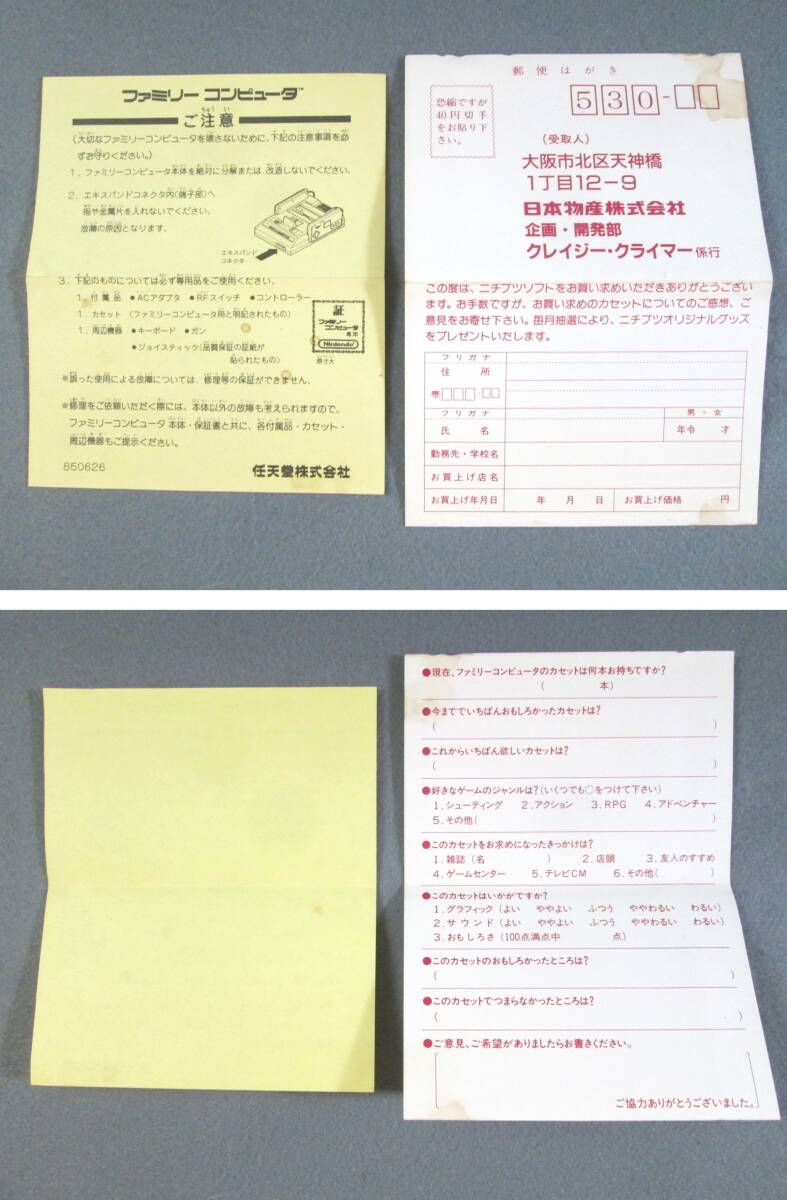 ファミリー コンピュータ™
ご注意
(大切なファミリーコンピュータを壊さないために、下記の注意事項を必
ずお守りください。)
1. ファミリーコンピュータ本体を絶対に分解または、改造しないでください。
2. エキスパンドコネクタ内(端子部)へ
指や金属片を入れないでください。
故障の原因となります。
エキスパンド
コネクタ
3. 下記のものについては必ず専用品をご使用ください。
1. 付属品 ●ACアダプタ ●RFスイッチ ●コントローラー
1. カセット (ファミリーコンピュータ用と明記されたもの)
1. 周辺機器 ●キーボード ●ガン
●ジョイスティック(品質保証の証紙が
貼られたもの)
証
ファミリー
コンピュータ
専用
Nintendo
原寸大
※誤った使用による故障については、修理等の保証ができません。
※修理をご依頼いただく際には、本体以外の故障も考えられますので、
ファミリーコンピュータ本体・保証書と共に、各付属品・カセット・
周辺機器もご提示ください。
850626
任天堂株式会社
郵便はがき
恐縮ですが
40円切手
をお貼り下
さい。
530-
(受取人)
大阪市北区天神橋
1丁目12-9
日本物産株式会社
企画・開発部
クレイジー・クライマー係行
この度は、ニチブツソフトをお買い求めいただきありがとうござい
ます。お手数ですが、お買い求めのカセットについてのご感想、ご
意見をお寄せ下さい。毎月抽選により、ニチブツオリジナルグッズ
をプレゼントいたします。
フリガナ
住所
〒
フリガナ
氏名
男・女
年令 才
勤務先・学校名
お買上げ店名
お買上げ年月日 年 月 日 お買上げ価格 円
●現在、ファミリーコンピュータのカセットは何本お持ちですか?
( 本)
●今まででいちばんおもしろかったカセットは?
( )
●これからいちばん欲しいカセットは?
( )
●好きなゲームのジャンルは?(いくつでも○をつけて下さい)
1. シューティング 2. アクション 3. RPG 4. アドベンチャー
5. その他( )
●このカセットをお求めになったきっかけは?
1. 雑誌(名 ) 2. 店頭 3. 友人のすすめ
4. ゲームセンター 5. テレビCM 6. その他( )
●このカセットはいかがですか?
1. グラフィック(よい ややよい ふつう ややわるい わるい)
2. サウンド(よい ややよい ふつう ややわるい わるい)
3. おもしろさ(100点満点中 点)
●このカセットのおもしろかったところは?
( )
●このカセットでつまらなかったところは?
( )
●ご意見、ご希望がありましたらお書きください。
ご協力ありがとうございました。